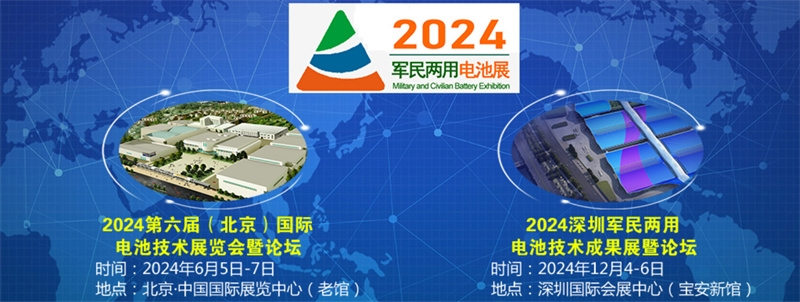 2024
军民两用电池展
Military and Civilian Battery Exhibition
2024第六届（北京）国际
电池技术展览会暨论坛
时间：2024年6月5日-7日
地点：北京·中国国际展览中心（老馆）
2024深圳军民两用
电池技术成果展暨论坛
时间：2024年12月4-6日
地点：深圳国际会展中心（宝安新馆）